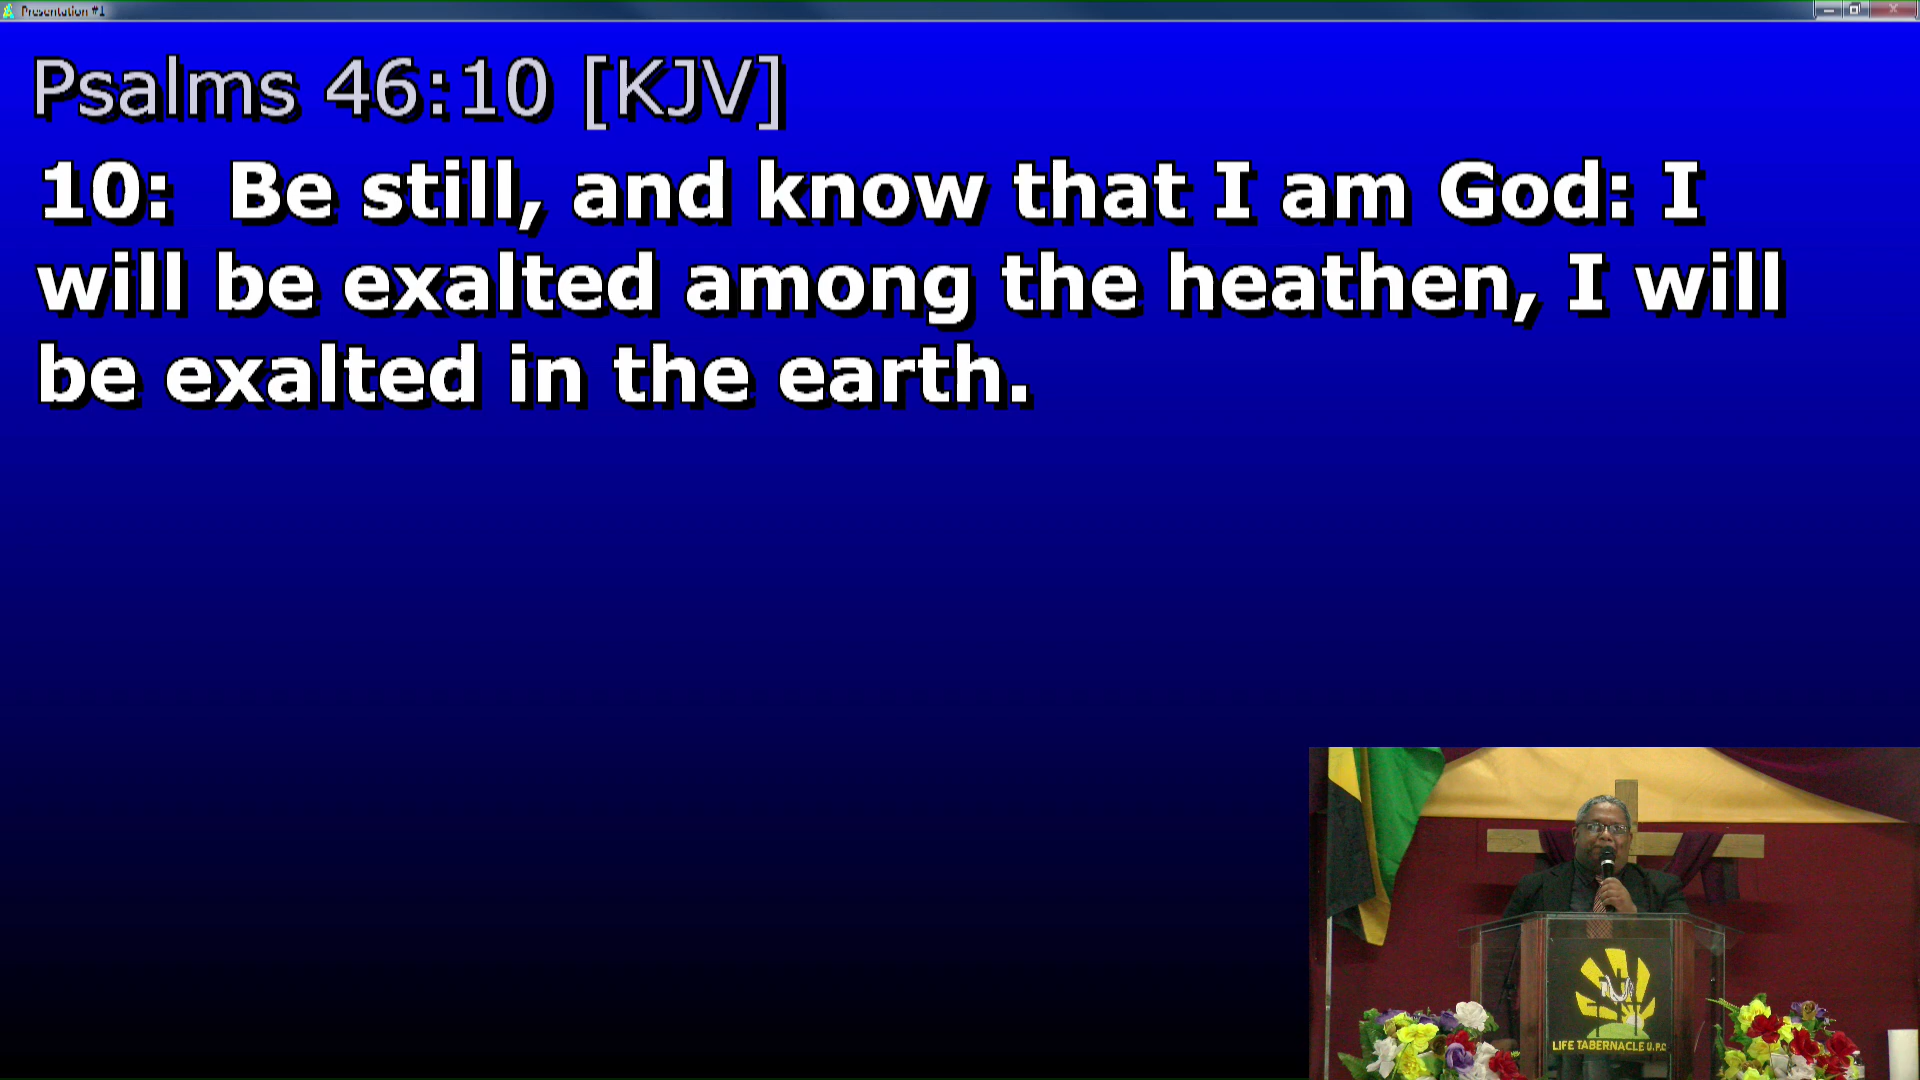 Presentation #1
Psalms 46:10 [KJV]
10:  Be still, and know that I am God: I
will be exalted among the heathen, I will
be exalted in the earth.
LIFE TABERNACLE U.P.C